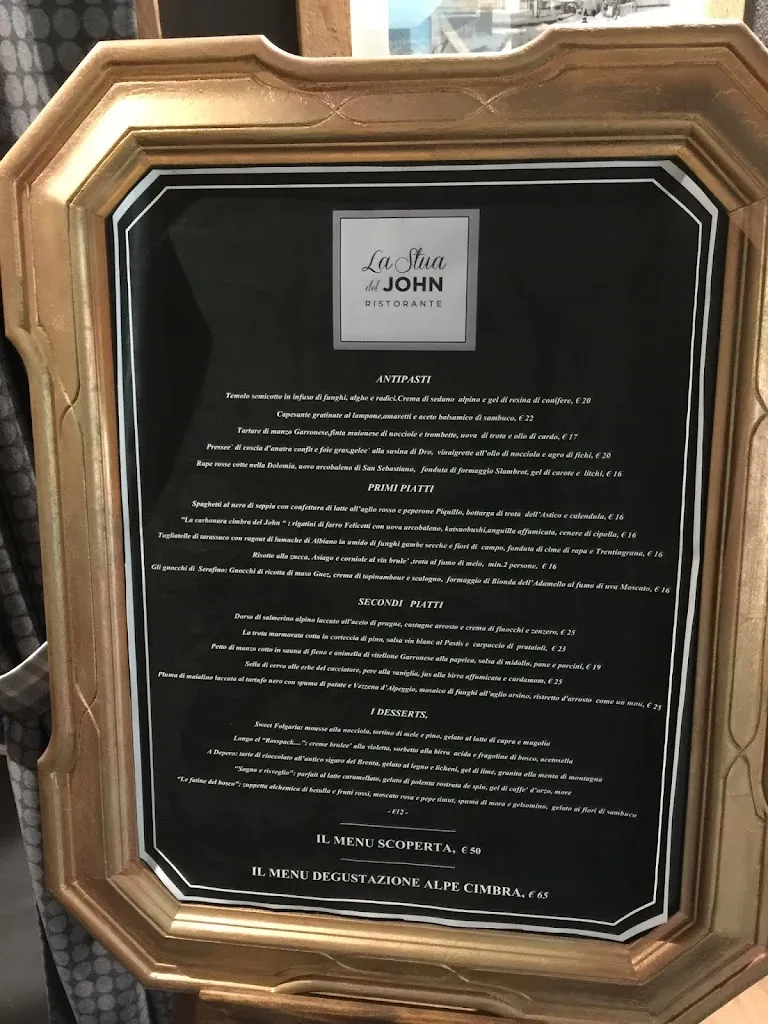 La Stua
del JOHN
RISTORANTE
ANTIPASTI
Temolo semicotto in infuso di funghi, alghe e radici.Crema di sedano alpino e gel di resina di conifere, € 20
Capesante gratinate al lampone,amaretti e aceto balsamico di sambuco, € 22
Tartare di manzo Garronese,finta maionese di nocciole e trombette, uova di trota e olio di cardo, € 17
Pressee` di coscia d'anatra confit e foie gras,gelee` alla susina di Dro, vinaigrette all'olio di nocciola e agro di fichi, € 20
Rape rosse cotte nella Dolomia, uovo arcobaleno di San Sebastiano, fonduta di formaggio Slambrot, gel di carote e litchi, € 16
PRIMI PIATTI
Spaghetti al nero di seppia con confettura di latte all'aglio rosso e peperone Piquillo, bottarga di trota dell'Astico e calendula, € 16
"La carbonara cimbra del John " : rigatini di farro Felicetti con uova arcobaleno, katsuobushi,anguilla affumicata, cenere di cipolla, € 16
Tagliatelle di tarassaco con ragout di lumache di Albiano in umido di funghi gambe secche e fiori di campo, fonduta di cime di rapa e Trentingrana, € 16
Risotto alla zucca, Asiago e corniole al vin brule' ,trota al fumo di melo, min.2 persone, € 16
Gli gnocchi di Serafino: Gnocchi di ricotta di maso Guez, crema di topinambour e scalogno, formaggio di Bionda dell'Adamello al fumo di uva Moscato, € 16
SECONDI PIATTI
Dorso di salmerino alpino laccato all'aceto di prugne, castagne arrosto e crema di finocchi e zenzero, € 25
La trota marmorata cotta in corteccia di pino, salsa vin blanc al Pastis e carpaccio di prataioli, € 23
Petto di manzo cotto in sauna di fieno e animella di vitellone Garronese alla paprica, salsa di midollo, pane e porcini, € 19
Sella di cervo alle erbe del cacciatore, pere alla vaniglia, jus alla birra affumicata e cardamom, € 25
Pluma di maialino laccata al tartufo nero con spuma di patate e Vezzena d'Alpeggio, mosaico di funghi all'aglio orsino, ristretto d'arrosto come un mou, € 25
I DESSERTS,
Sweet Folgaria: mousse alla nocciola, tortino di mele e pino, gelato al latte di capra e mugolio
Longo el "Rosspack....": creme brulee' alla violetta, sorbetto alla birra acida e fragoline di bosco, acetosella
A Depero: tarte di cioccolato all'antico sigaro del Brenta, gelato al legno e licheni, gel di lime, granita alla menta di montagna
"Sogno e risveglio": parfait al latte caramellato, gelato di polenta rostrata de spin, gel di caffe' d'orzo, more
"Le fatine del bosco": zuppetta alchemica di betulla e frutti rossi, moscato rosa e pepe timut, spuma di mora e gelsomino, gelato ai fiori di sambuco
- €12 -
IL MENU SCOPERTA, € 50
IL MENU DEGUSTAZIONE ALPE CIMBRA, € 65